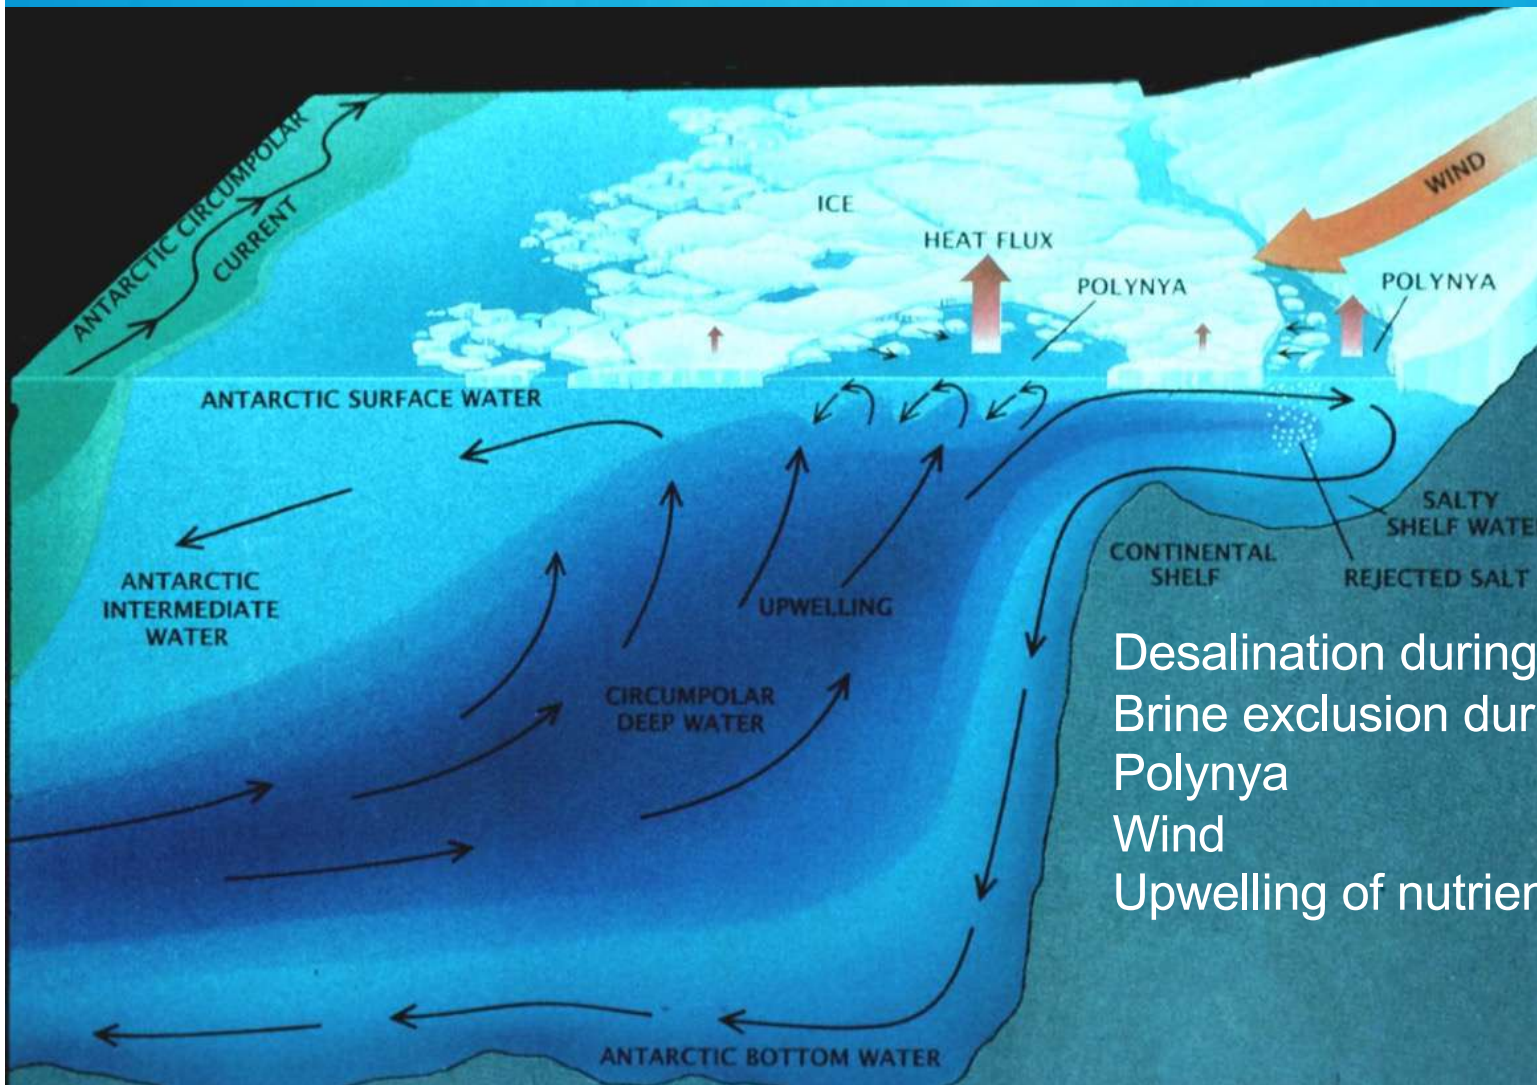 ANTARCTIC CIRCUMPOLAR
CURRENT
WIND
ICE
HEAT FLUX
POLYNYA
POLYNYA
ANTARCTIC SURFACE WATER
SALTY
SHELF WATE
CONTINENTAL
SHELF
REJECTED SALT
ANTARCTIC
INTERMEDIATE
WATER
UPWELLING
CIRCUMPOLAR
DEEP WATER
Desalination during
Brine exclusion dur
Polynya
Wind
Upwelling of nutrien
ANTARCTIC BOTTOM WATER